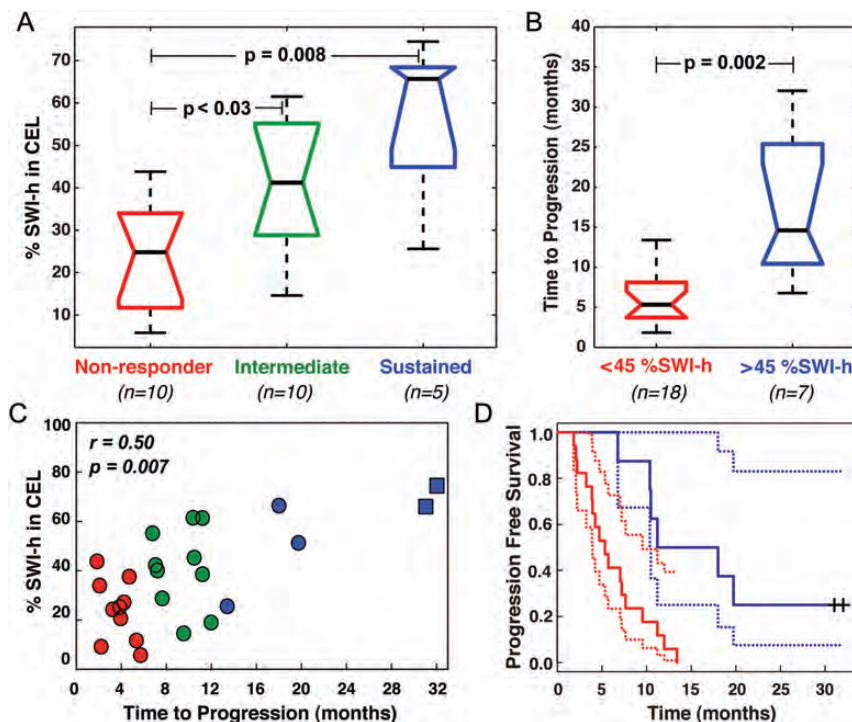 A
% SWI-h in CEL
70
60
50
40
30
20
10
p = 0.008
p < 0.03
Non-responder
Intermediate
Sustained
(n=10)
(n=10)
(n=5)
B
Time to Progression (months)
40
35
30
25
20
15
10
5
0
p = 0.002
<45 %SWI-h
>45 %SWI-h
(n=18)
(n=7)
C
% SWI-h in CEL
100
80
60
40
20
0
r = 0.50
p = 0.007
0 4 8 12 16 20 24 28 32
Time to Progression (months)
D
Progression Free Survival
1.0
0.8
0.6
0.4
0.2
0.0
0 5 10 15 20 25 30
Time (months)